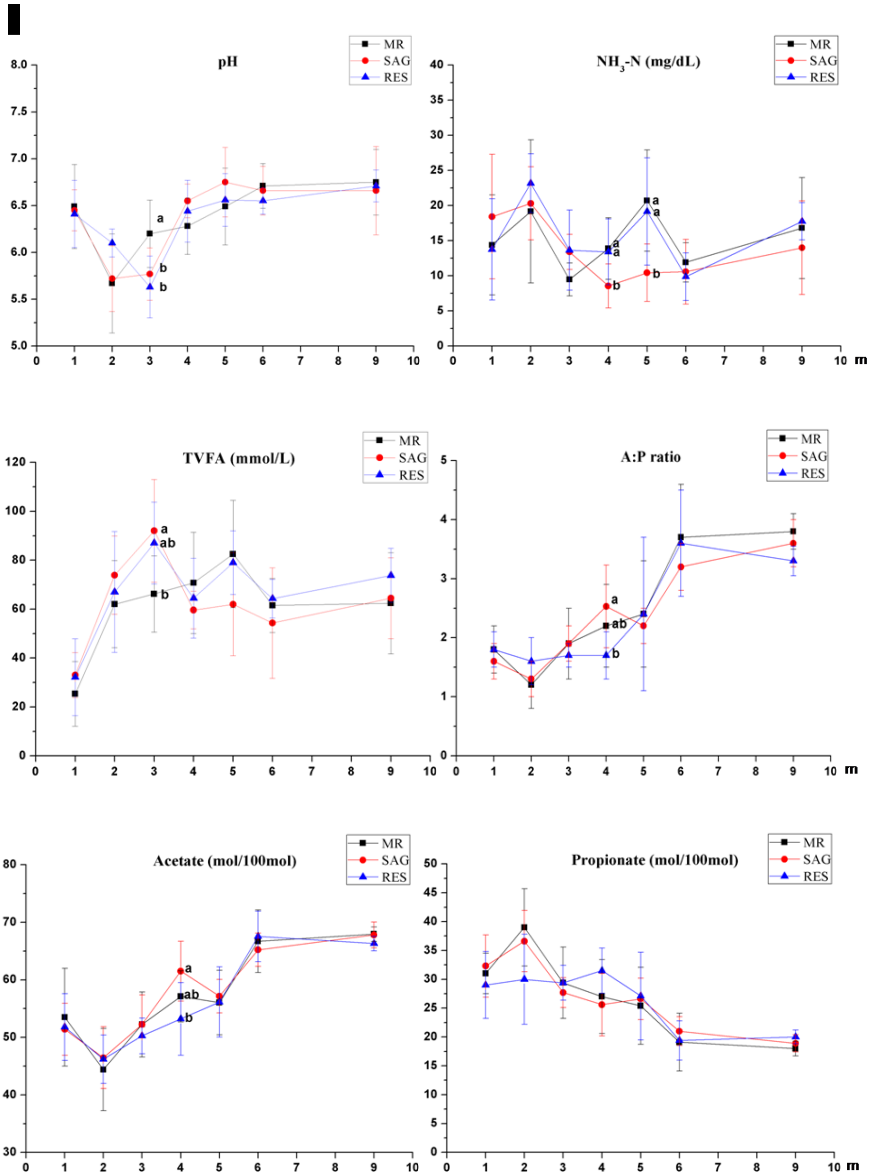 pH
MR
SAG
RES
8.0
7.5
7.0
6.5
6.0
5.5
5.0
a
b
b
0 1 2 3 4 5 6 7 8 9 10 m
NH3-N (mg/dL)
MR
SAG
RES
40
35
30
25
20
15
10
5
0
a
a
a
a
b
b
0 1 2 3 4 5 6 7 8 9 10 m
TVFA (mmol/L)
MR
SAG
RES
120
100
80
60
40
20
0
a
ab
b
0 1 2 3 4 5 6 7 8 9 10
A:P ratio
MR
SAG
RES
5
4
3
2
1
0
a
ab
b
0 1 2 3 4 5 6 7 8 9 10 m
Acetate (mol/100mol)
MR
SAG
RES
80
70
60
50
40
30
a
ab
b
0 1 2 3 4 5 6 7 8 9 10
Propionate (mol/100mol)
MR
SAG
RES
50
45
40
35
30
25
20
15
10
5
0
0 1 2 3 4 5 6 7 8 9 10 m